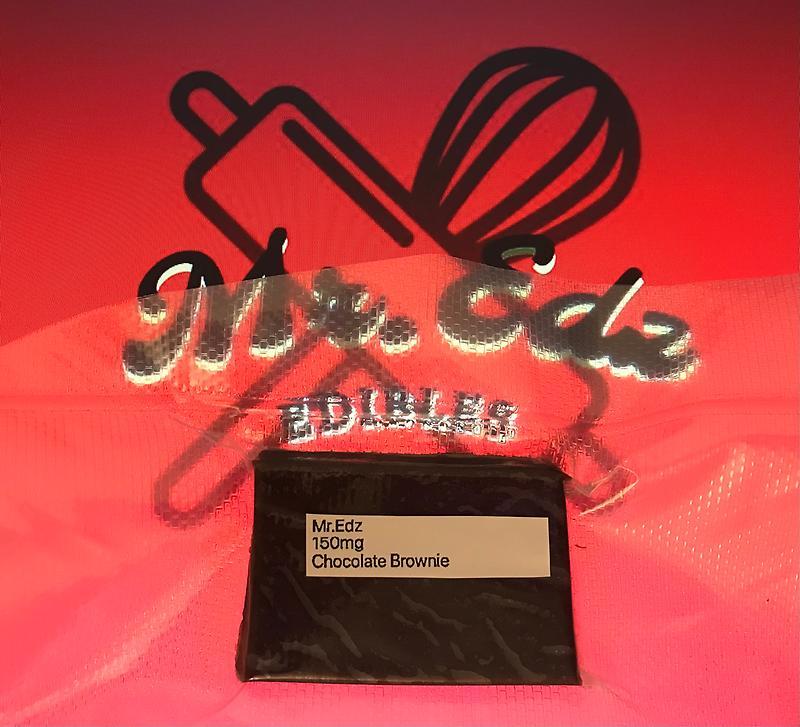 Mr. Edz
EDIBLES
Mr.Edz
150mg
Chocolate Brownie